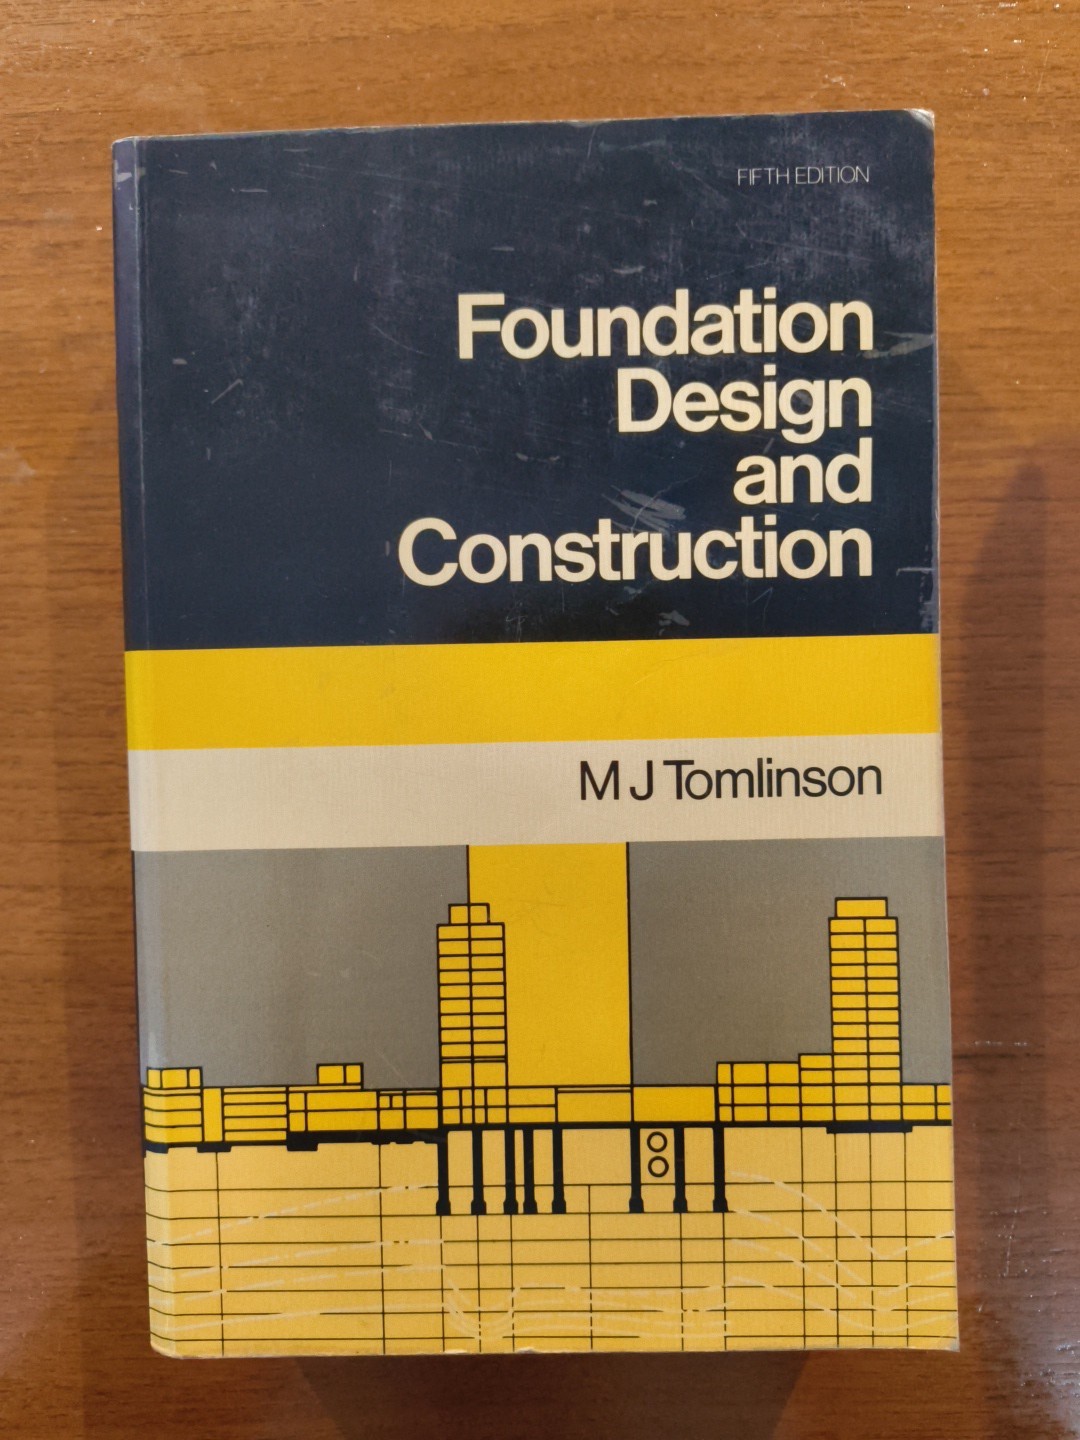 FIFTH EDITION
Foundation
Design
and
Construction
M J Tomlinson